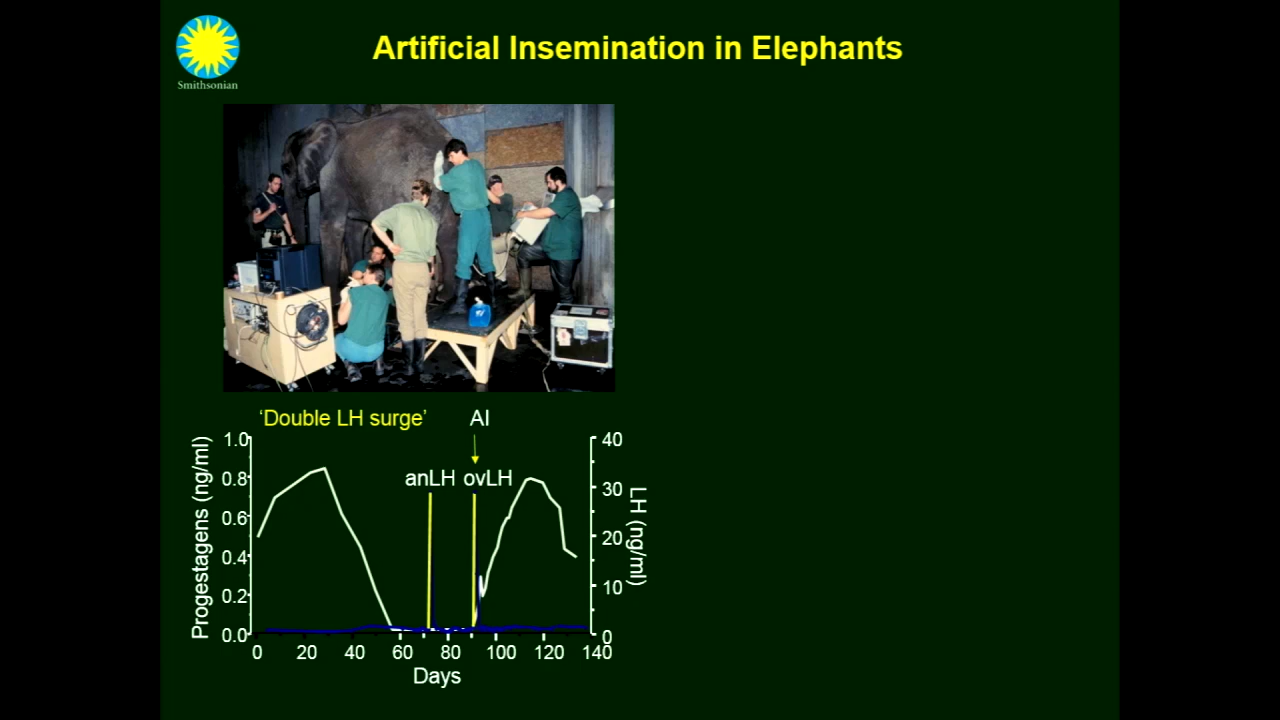 Artificial Insemination in Elephants
Smithsonian
‘Double LH surge’
AI
anLH ovLH
Progestagens (ng/ml)
1.0
0.8
0.6
0.4
0.2
0.0
40
30
20
10
0
LH (ng/ml)
0 20 40 60 80 100 120 140
Days